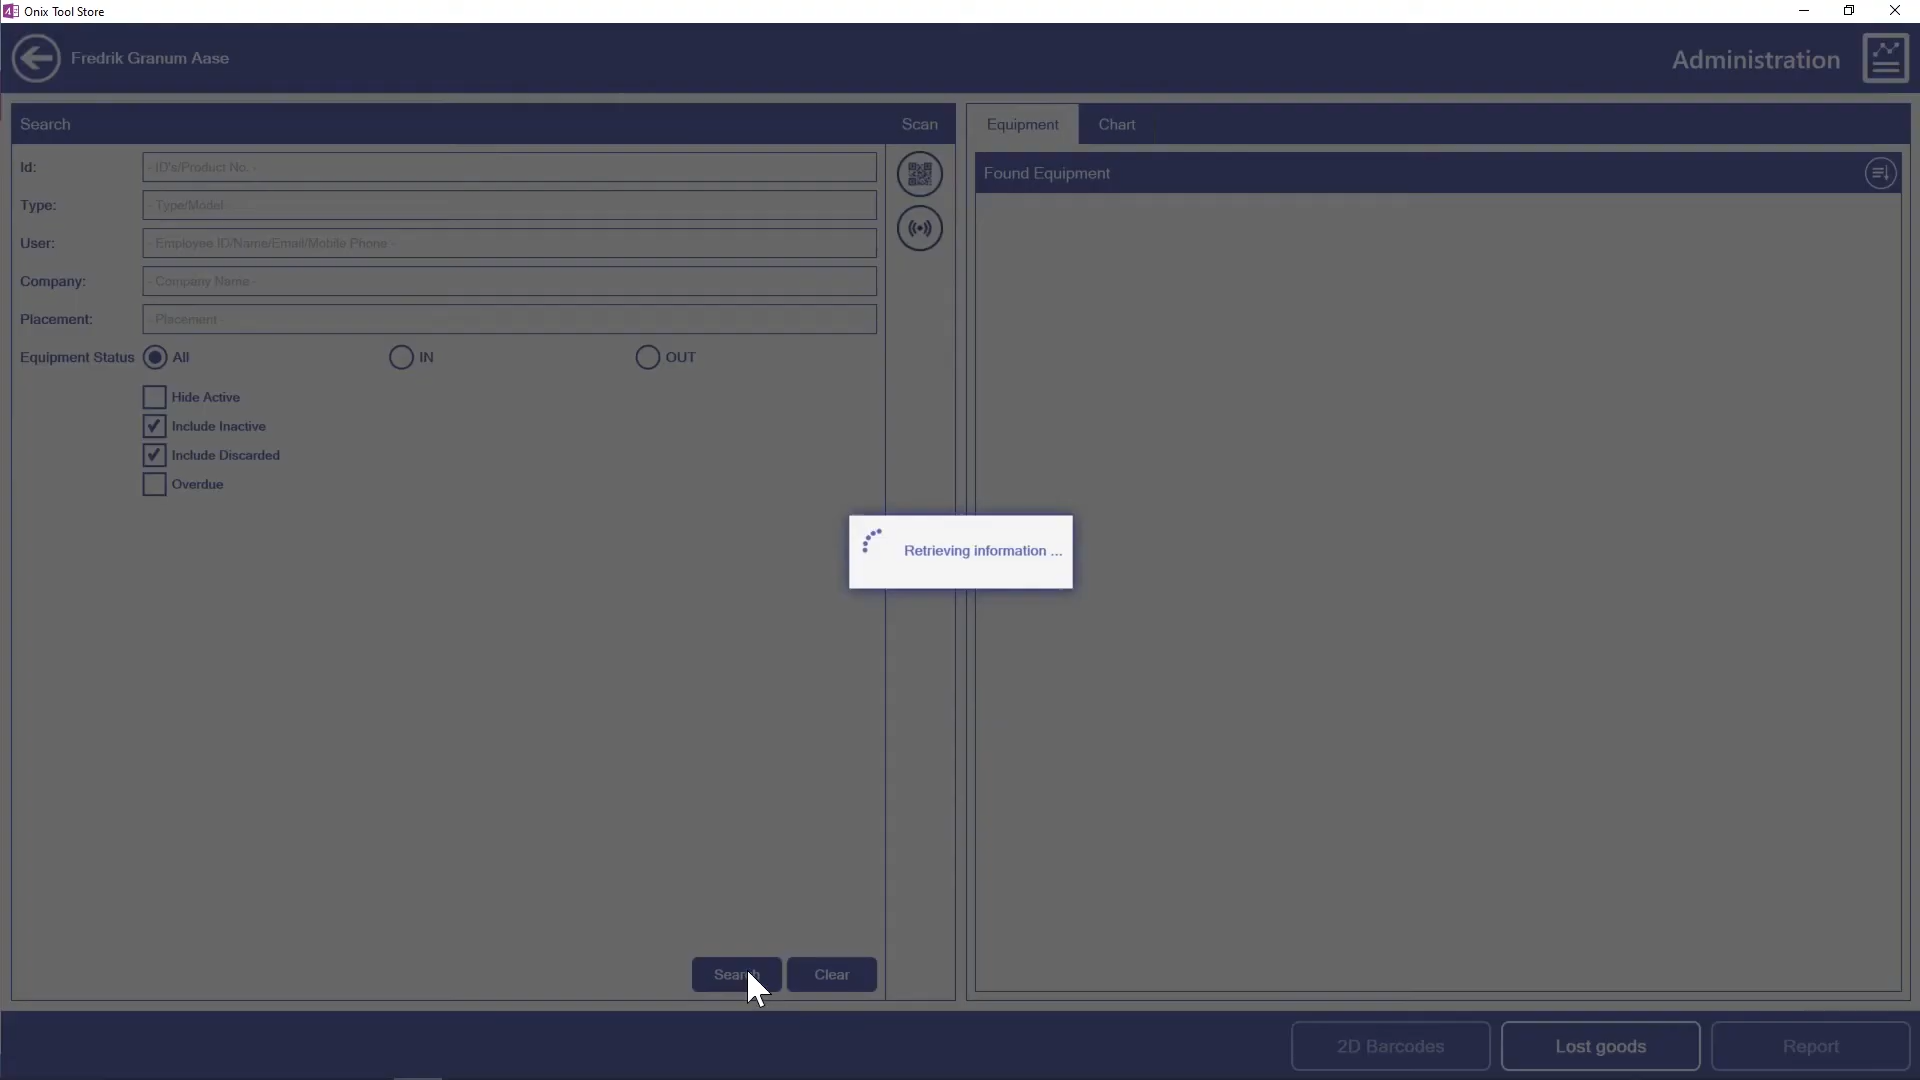 Onix Tool Store
Fredrik Granum Aase
Administration
Search
Scan
Equipment
Chart
Id:
- ID's/Product No. -
Found Equipment
Type:
- Type/Model -
User:
- Employee ID/Name/Email/Mobile Phone -
Company:
- Company Name -
Placement:
- Placement -
Equipment Status
All
IN
OUT
Hide Active
Include Inactive
Include Discarded
Overdue
Retrieving information ...
Search
Clear
2D Barcodes
Lost goods
Report